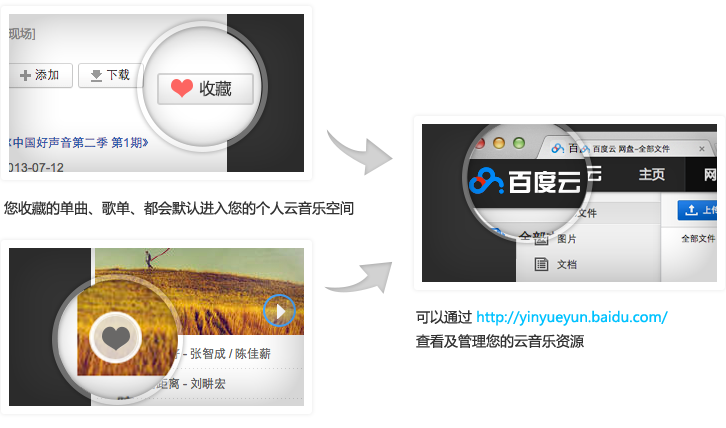 现场]
添加
下载
收藏
《中国好声音第二季 第1期》
2013-07-12
您收藏的单曲、歌单、都会默认进入您的个人云音乐空间
- 张智成 / 陈佳薪
距离 - 刘畊宏
百度云 网盘-全部文件
百度云
主页
网
文件
上传
全部
图片
全部文件
文档
可以通过 http://yinyueyun.baidu.com/
查看及管理您的云音乐资源